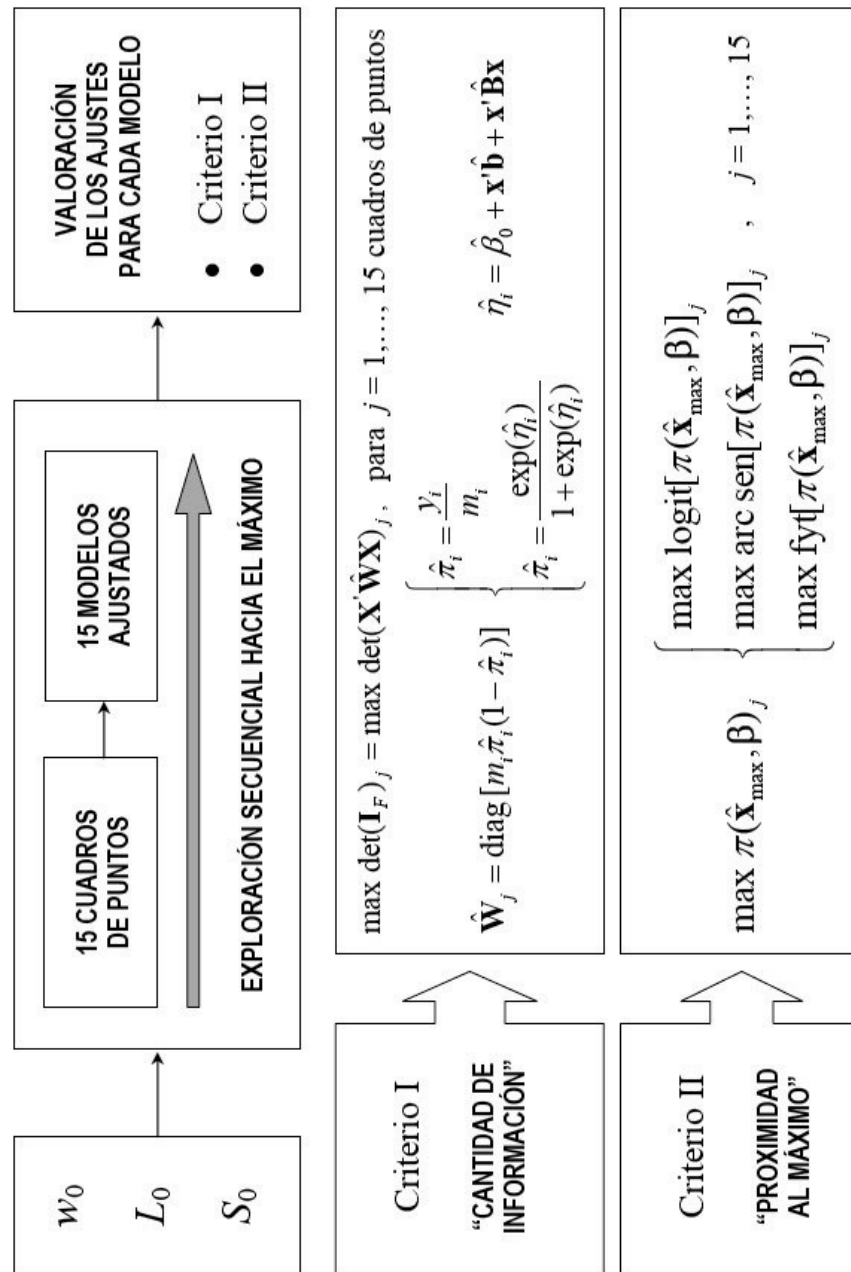 w₀
L₀
S₀
15 CUADROS
DE PUNTOS
15 MODELOS
AJUSTADOS
EXPLORACIÓN SECUENCIAL HACIA EL MÁXIMO
VALORACIÓN
DE LOS AJUSTES
PARA CADA MODELO
• Criterio I
• Criterio II
Criterio I
“CANTIDAD DE
INFORMACIÓN”
max det(I_F)_j = max det(X'ŴX)_j, para j = 1,…, 15 cuadros de puntos
Ŵ_j = diag[m_i π̂_i (1 − π̂_i)]
π̂_i = y_i / m_i
π̂_i = exp(η̂_i) / (1 + exp(η̂_i))
η̂_i = β̂₀ + x'b̂ + x'B̂x
Criterio II
“PROXIMIDAD
AL MÁXIMO”
max π(x̂_max, β)_j
max logit[π(x̂_max, β)]_j
max arc sen[π(x̂_max, β)]_j , j = 1,…, 15
max fyt[π(x̂_max, β)]_j